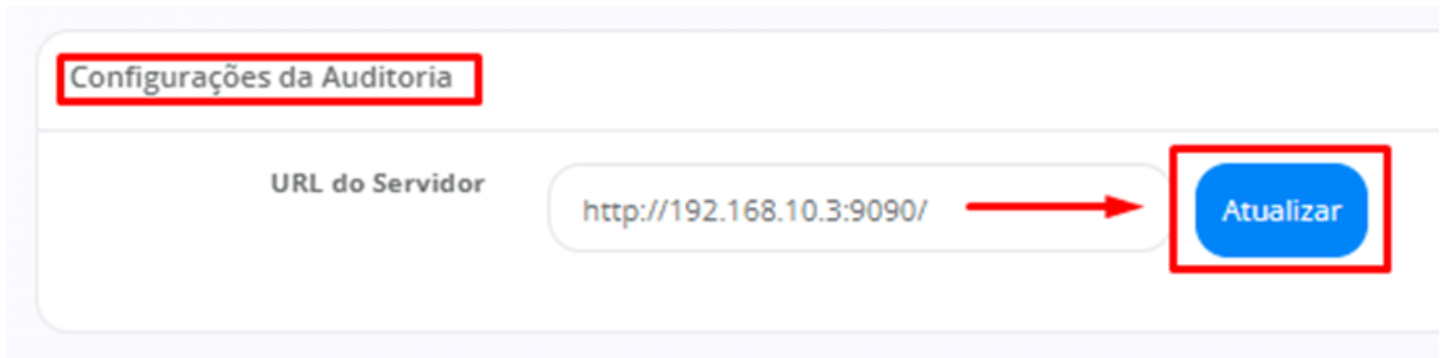 Configurações da Auditoria
URL do Servidor
http://192.168.10.3:9090/
Atualizar